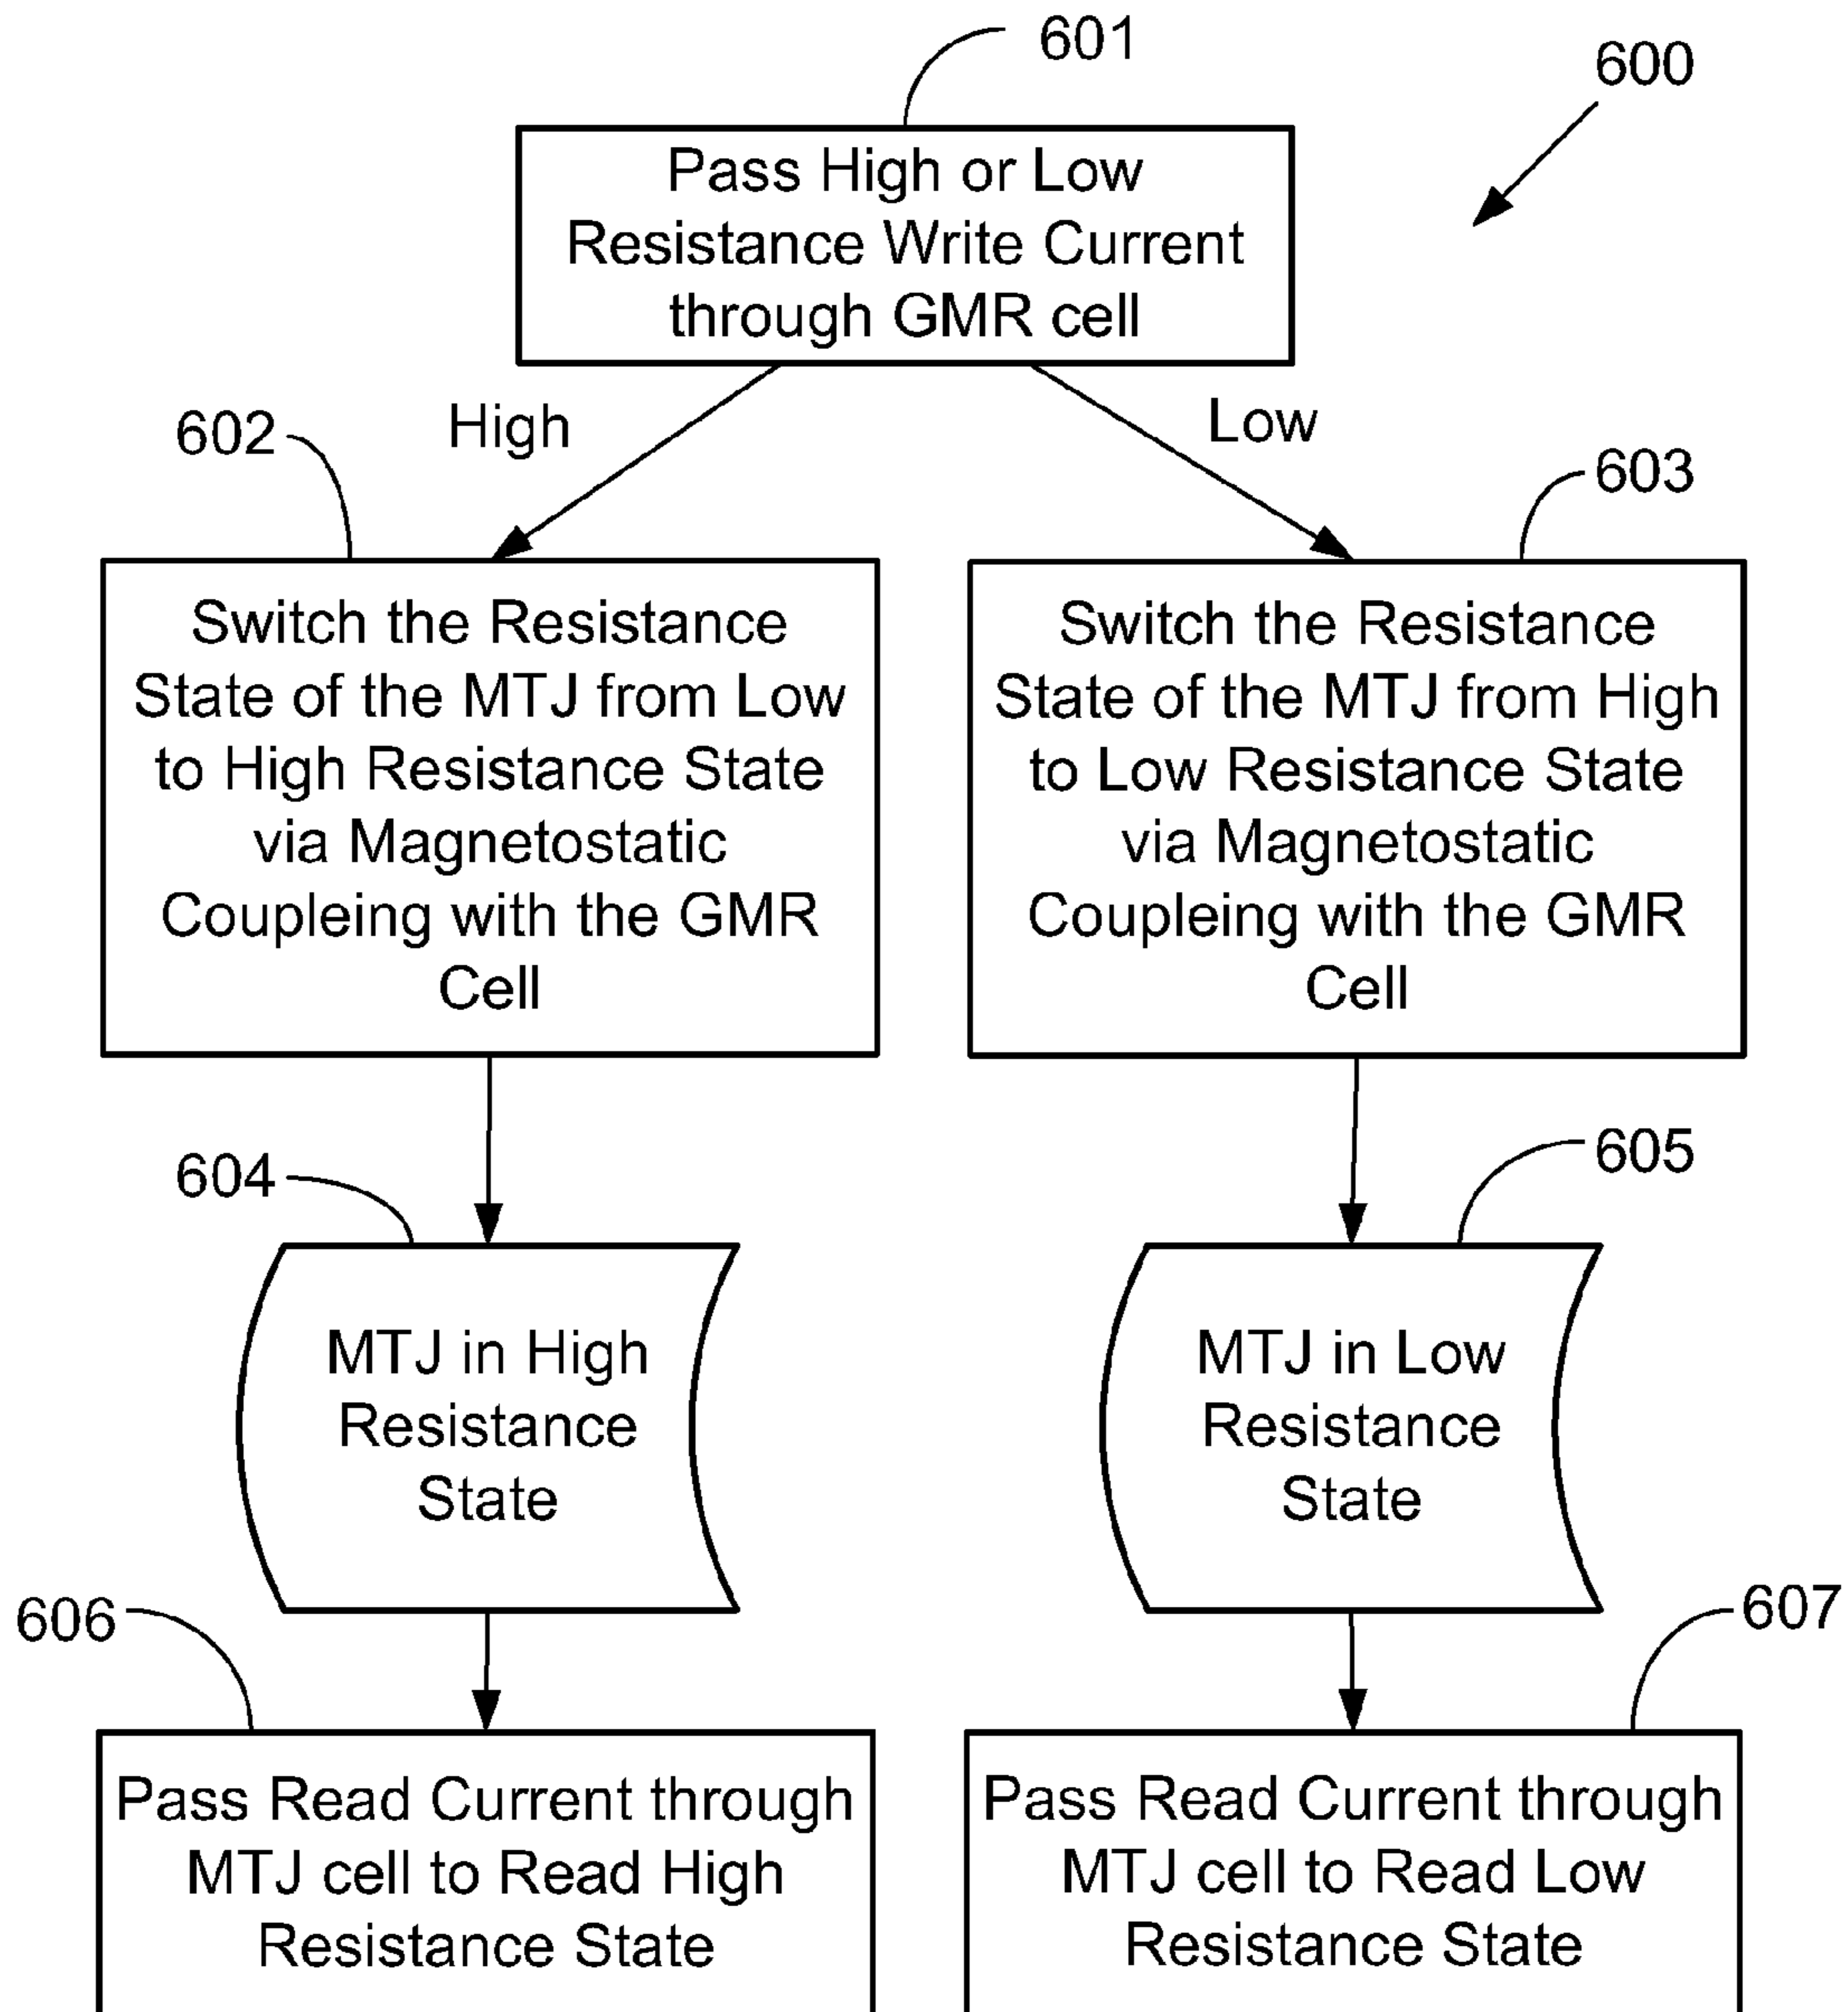 601
600
Pass High or Low
Resistance Write Current
through GMR cell
High
Low
602
603
Switch the Resistance
State of the MTJ from Low
to High Resistance State
via Magnetostatic
Coupleing with the GMR
Cell
Switch the Resistance
State of the MTJ from High
to Low Resistance State
via Magnetostatic
Coupleing with the GMR
Cell
604
605
MTJ in High
Resistance
State
MTJ in Low
Resistance
State
606
607
Pass Read Current through
MTJ cell to Read High
Resistance State
Pass Read Current through
MTJ cell to Read Low
Resistance State